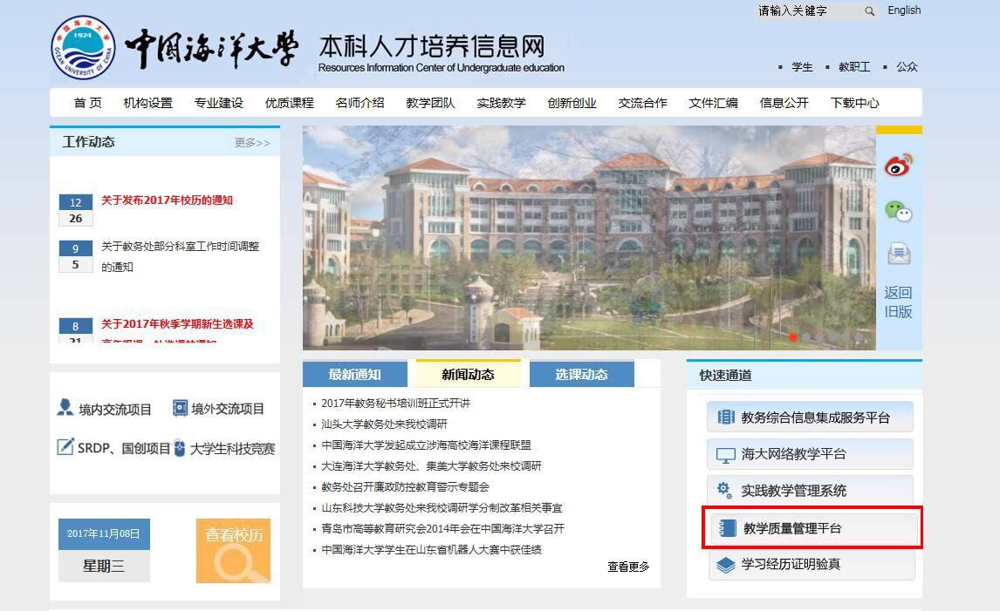 请输入关键字
English
中国海洋大学
1924
OCEAN UNIVERSITY OF CHINA
中国海洋大学
本科人才培养信息网
Resources Information Center of Undergraduate education
学生
教职工
公众
首 页 机构设置 专业建设 优质课程 名师介绍 教学团队 实践教学 创新创业 交流合作 文件汇编 信息公开 下载中心
工作动态
更多>>
12
26
关于发布2017年校历的通知
9
5
关于教务处部分科室工作时间调整
的通知
8
关于2017年秋季学期新生选课及
境内交流项目
境外交流项目
SRDP、国创项目
大学生科技竞赛
2017年11月08日
星期三
查看校历
返回
旧版
最新通知
新闻动态
选课动态
2017年教务秘书培训班正式开讲
汕头大学教务处来我校调研
中国海洋大学发起成立涉海高校海洋课程联盟
大连海洋大学教务处、集美大学教务处来校调研
教务处召开廉政防控教育警示专题会
山东科技大学教务处来我校调研学分制改革相关事宜
青岛市高等教育研究会2014年会在中国海洋大学召开
中国海洋大学学生在山东省机器人大赛中获佳绩
查看更多
快速通道
教务综合信息集成服务平台
海大网络教学平台
实践教学管理系统
教学质量管理平台
学习经历证明验真